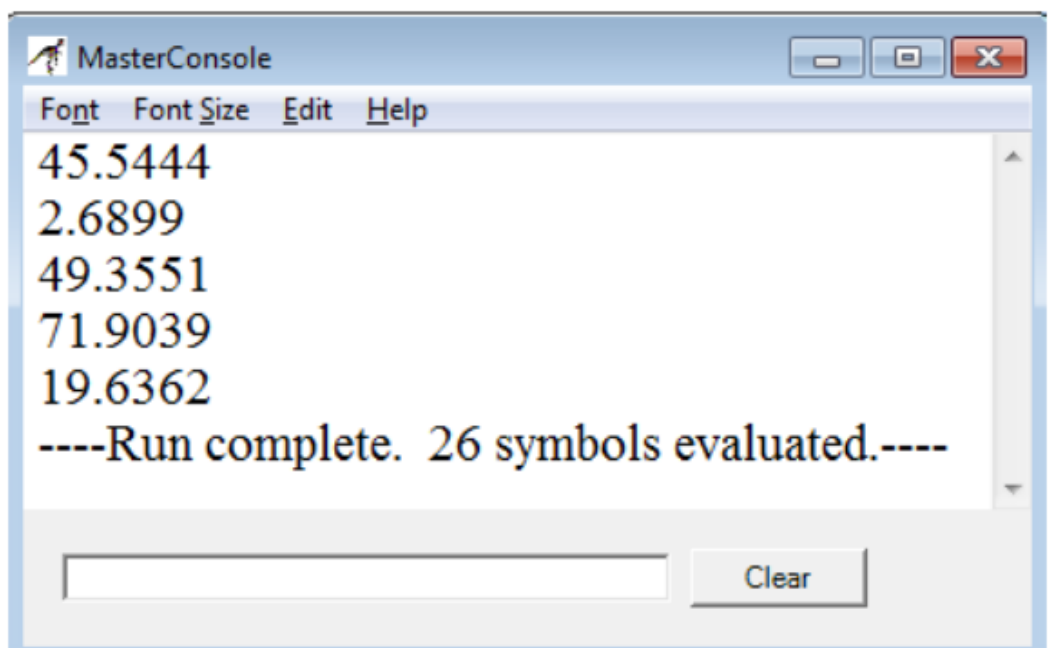 MasterConsole
Font Font Size Edit Help
45.5444
2.6899
49.3551
71.9039
19.6362
----Run complete.  26 symbols evaluated.----
Clear